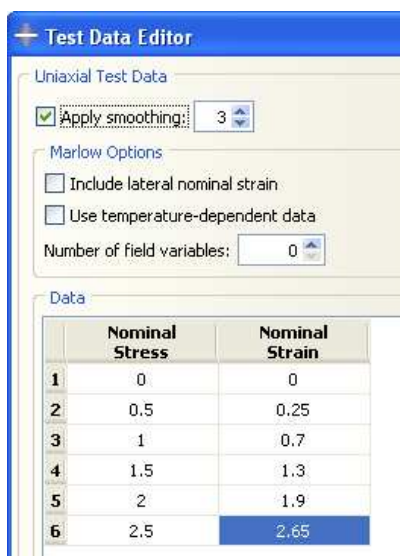 Test Data Editor
Uniaxial Test Data
Apply smoothing: 3
Marlow Options
Include lateral nominal strain
Use temperature-dependent data
Number of field variables: 0
Data
Nominal Stress Nominal Strain
1 0 0
2 0.5 0.25
3 1 0.7
4 1.5 1.3
5 2 1.9
6 2.5 2.65